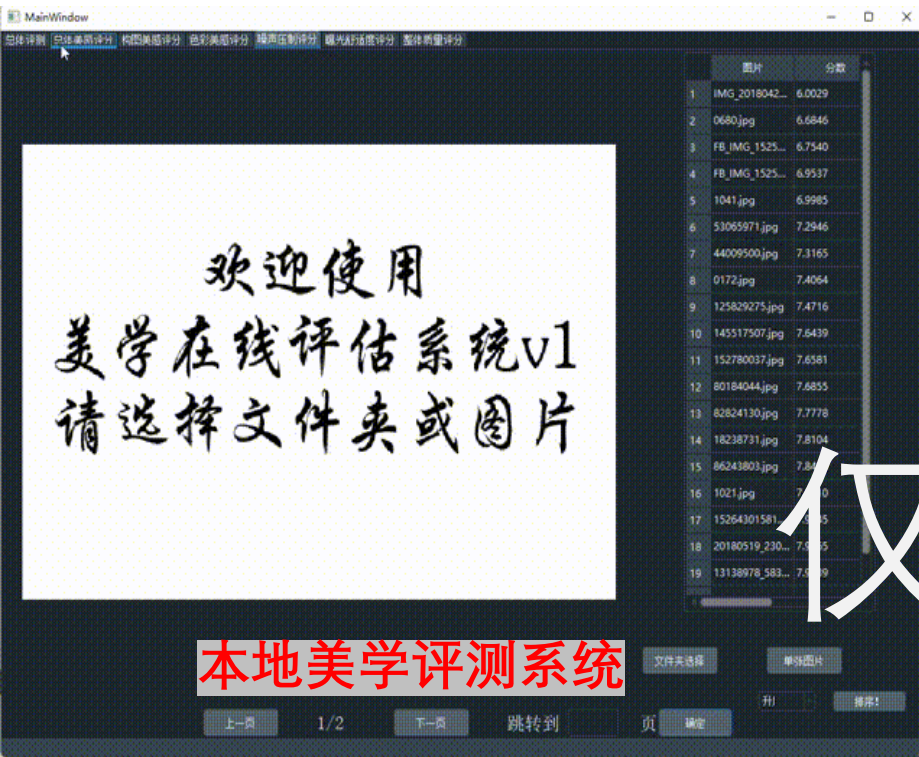 MainWindow
总体评测 总体美感评分 构图美感评分 色彩美感评分 噪声压制评分 曝光舒适度评分 整体质量评分
图片 分数
1 IMG_2018042... 6.0029
2 0680.jpg 6.6846
3 FB_IMG_1525... 6.7540
4 FB_IMG_1525... 6.9537
5 1041.jpg 6.9985
6 53065971.jpg 7.2946
7 44009500.jpg 7.3165
8 0172.jpg 7.4064
9 125829275.jpg 7.4716
10 145517507.jpg 7.6439
11 152780037.jpg 7.6581
12 80184044.jpg 7.6855
13 82824130.jpg 7.7778
14 18238731.jpg 7.8104
15 86243803.jpg
16 1021.jpg
17 15264301581...
18 20180519_230...
19 13138978_583...
欢迎使用
美学在线评估系统v1
请选择文件夹或图片
仅
本地美学评测系统
文件夹选择 单张图片
升 排序!
上一页 1/2 下一页 跳转到 页 确定